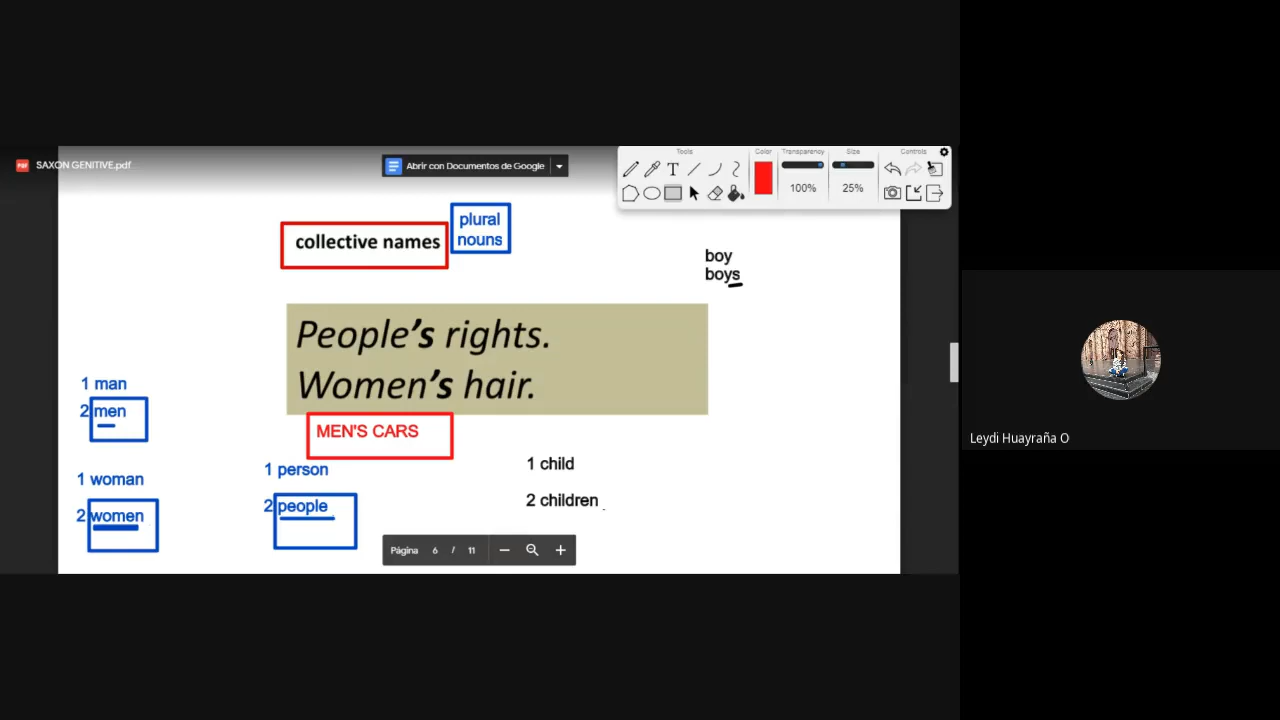 SAXON GENITIVE.pdf
Abrir con Documentos de Google
Tools
Color
Transparency
Size
Controls
100%
25%
collective names
plural
nouns
boy
boys
People's rights.
Women's hair.
MEN'S CARS
1 man
2 men
1 woman
2 women
1 person
2 people
1 child
2 children
Página 6 / 11
Leydi Huayraña O